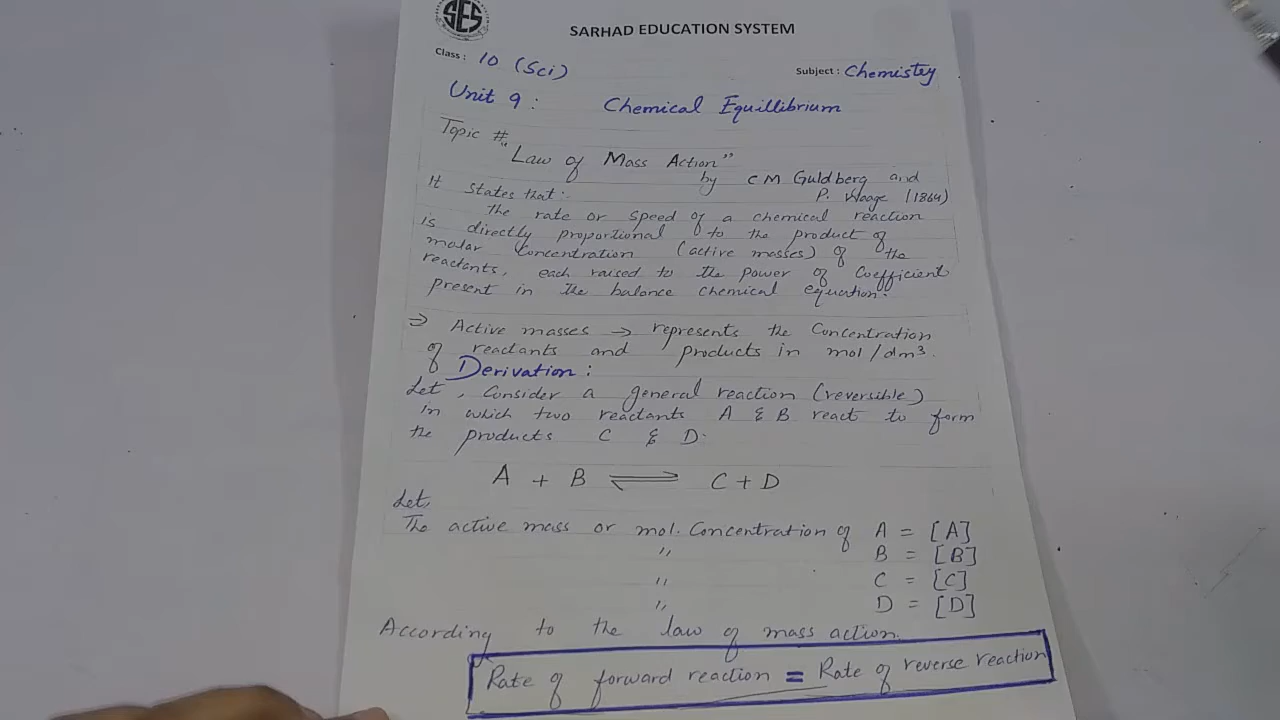 SES
SARHAD EDUCATION SYSTEM
Class : 10 (Sci)
Subject : Chemistry
Unit 9 : Chemical Equillibrium
Topic #
"Law of Mass Action"
by CM Guldberg and
P. Waage (1864)
It states that:
the rate or speed of a chemical reaction
is directly proportional to the product of
molar concentration (active masses) of the
reactants, each raised to the power of coefficient
present in the balance chemical equation.
⇒ Active masses → represents the concentration
of reactants and products in mol/dm³.
Derivation :
Let, consider a general reaction (reversible)
in which two reactants A & B react to form
the products C & D.
A + B ⇌ C + D
Let,
The active mass or mol. concentration of A = [A]
" B = [B]
" C = [C]
" D = [D]
According to the law of mass action.
Rate of forward reaction = Rate of reverse reaction